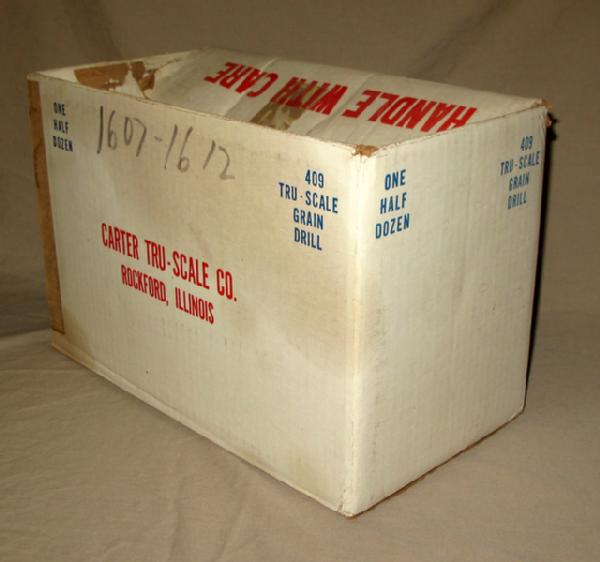 HANDLE WITH CARE
ONE
HALF
DOZEN
1607-1612
409
TRU-SCALE
GRAIN
DRILL
CARTER TRU-SCALE CO.
ROCKFORD, ILLINOIS
ONE
HALF
DOZEN
409
TRU-SCALE
GRAIN
DRILL